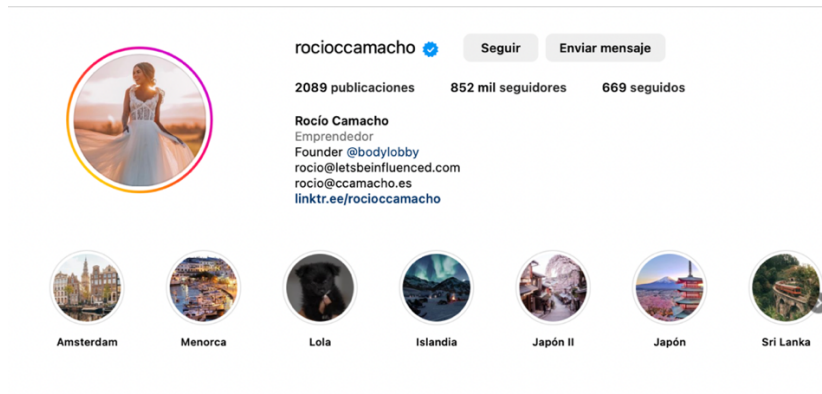 rocioccamacho Seguir Enviar mensaje
2089 publicaciones 852 mil seguidores 669 seguidos
Rocío Camacho
Emprendedor
Founder @bodylobby
rocio@letsbeinfluenced.com
rocio@ccamacho.es
linktr.ee/rocioccamacho
Amsterdam Menorca Lola Islandia Japón II Japón Sri Lanka